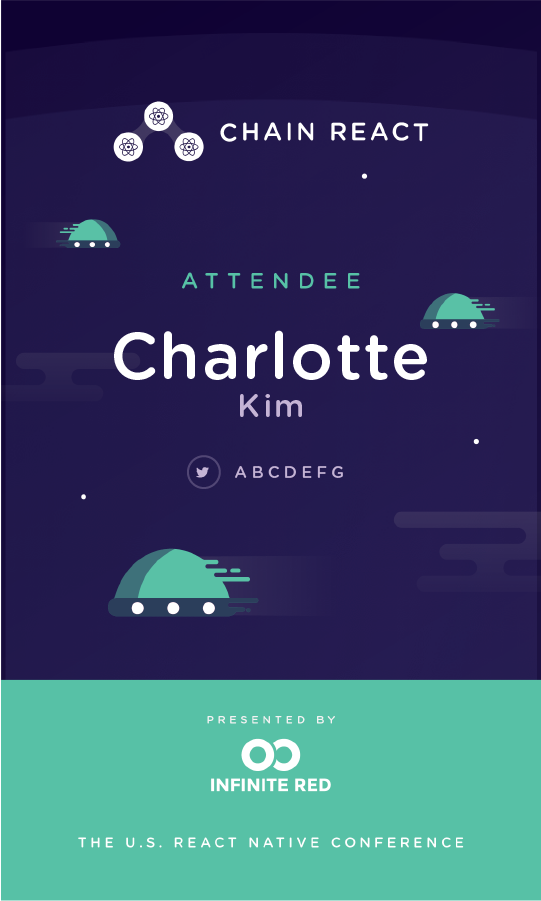 CHAIN REACT
ATTENDEE
Charlotte
Kim
ABCDEFG
PRESENTED BY
INFINITE RED
THE U.S. REACT NATIVE CONFERENCE